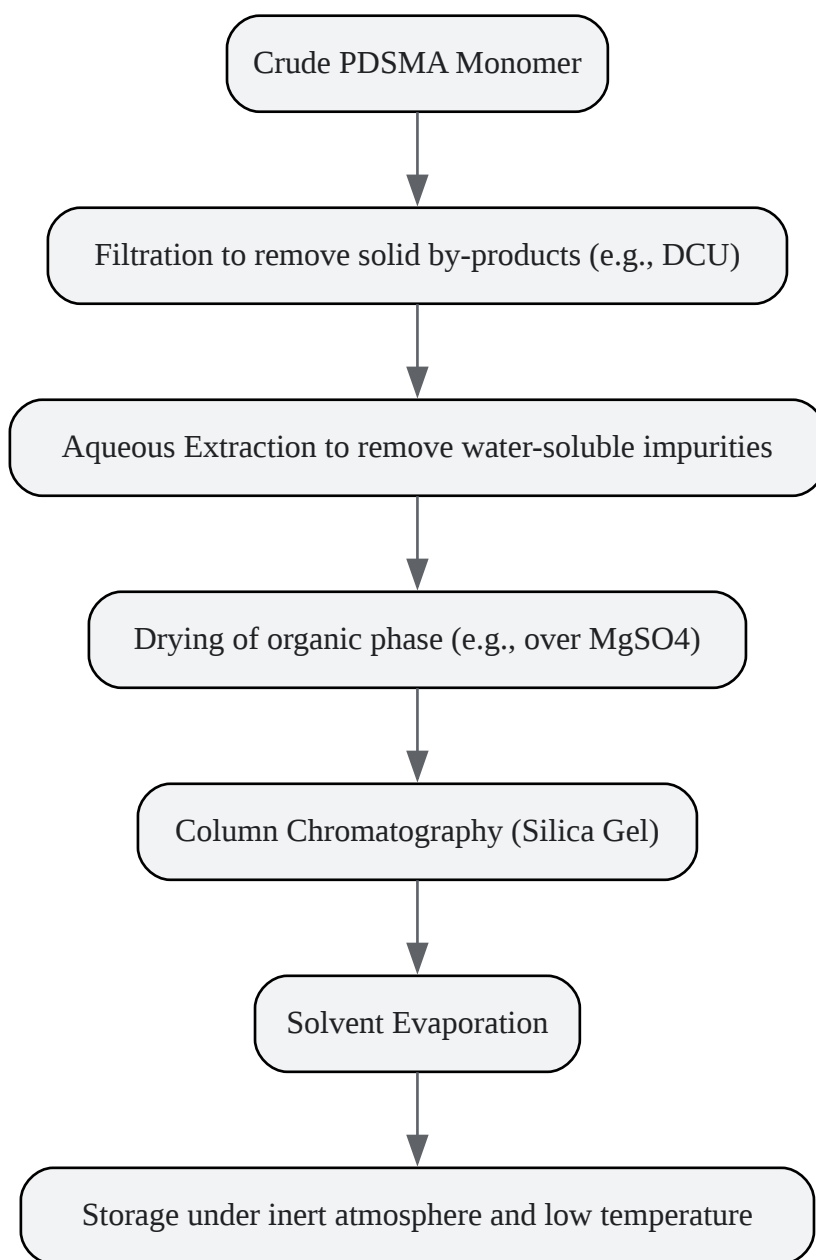 Crude PDSMA Monomer
Filtration to remove solid by-products (e.g., DCU)
Aqueous Extraction to remove water-soluble impurities
Drying of organic phase (e.g., over MgSO4)
Column Chromatography (Silica Gel)
Solvent Evaporation
Storage under inert atmosphere and low temperature